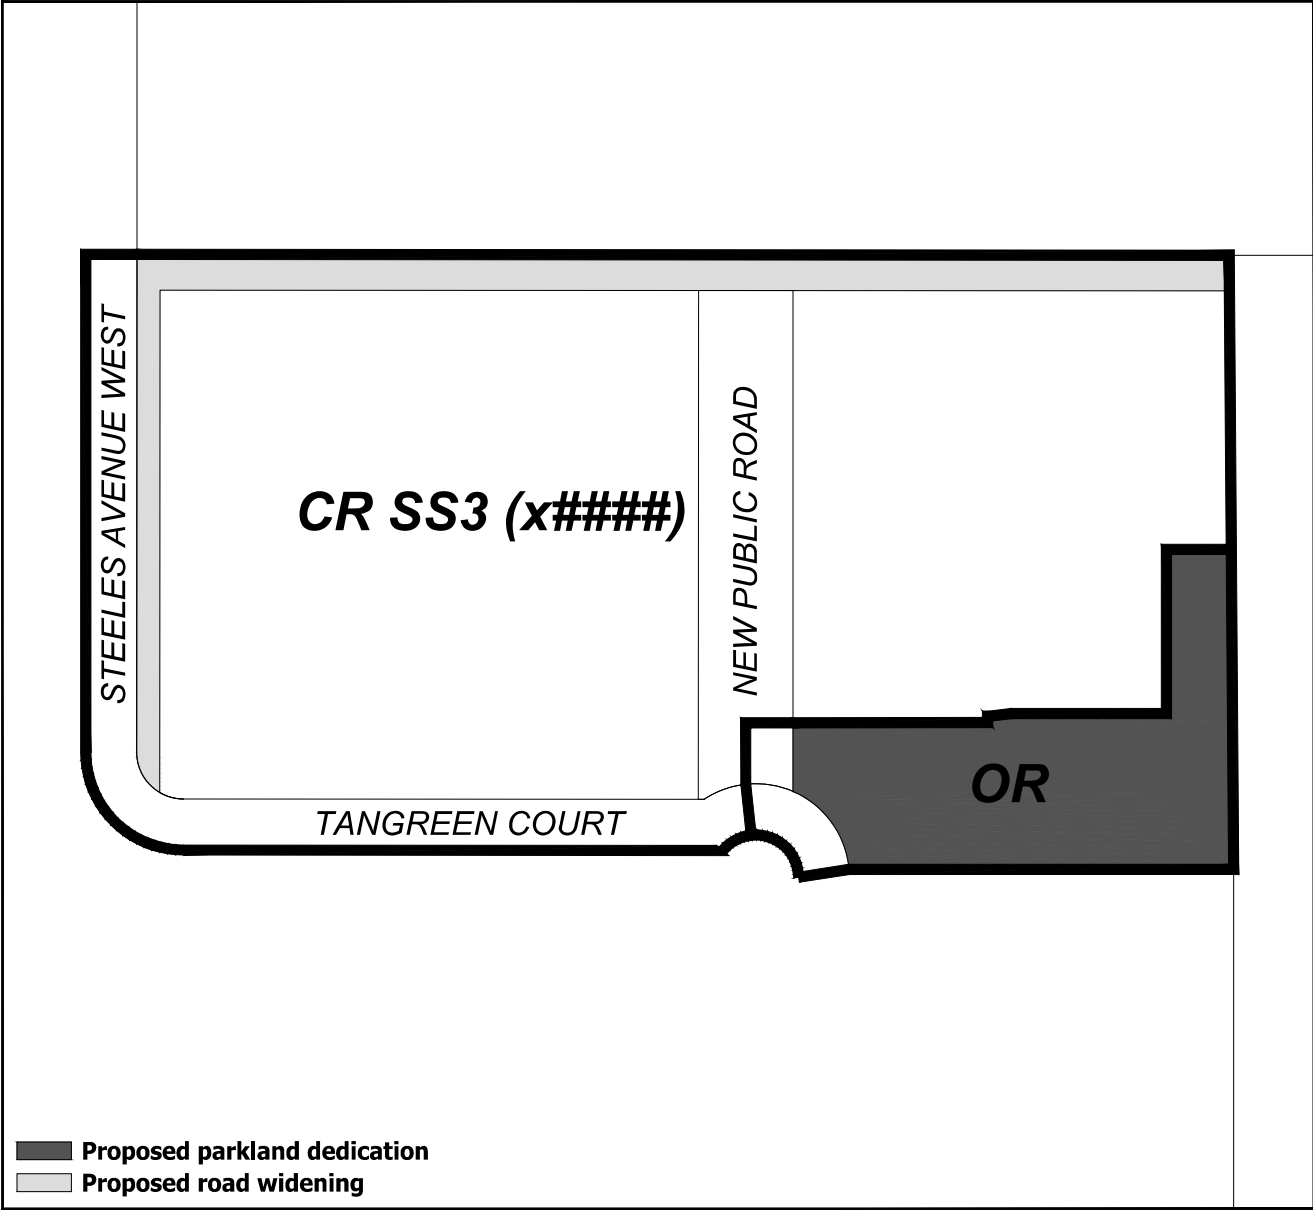 STEELES AVENUE WEST
CR SS3 (x####)
NEW PUBLIC ROAD
OR
TANGREEN COURT
Proposed parkland dedication
Proposed road widening